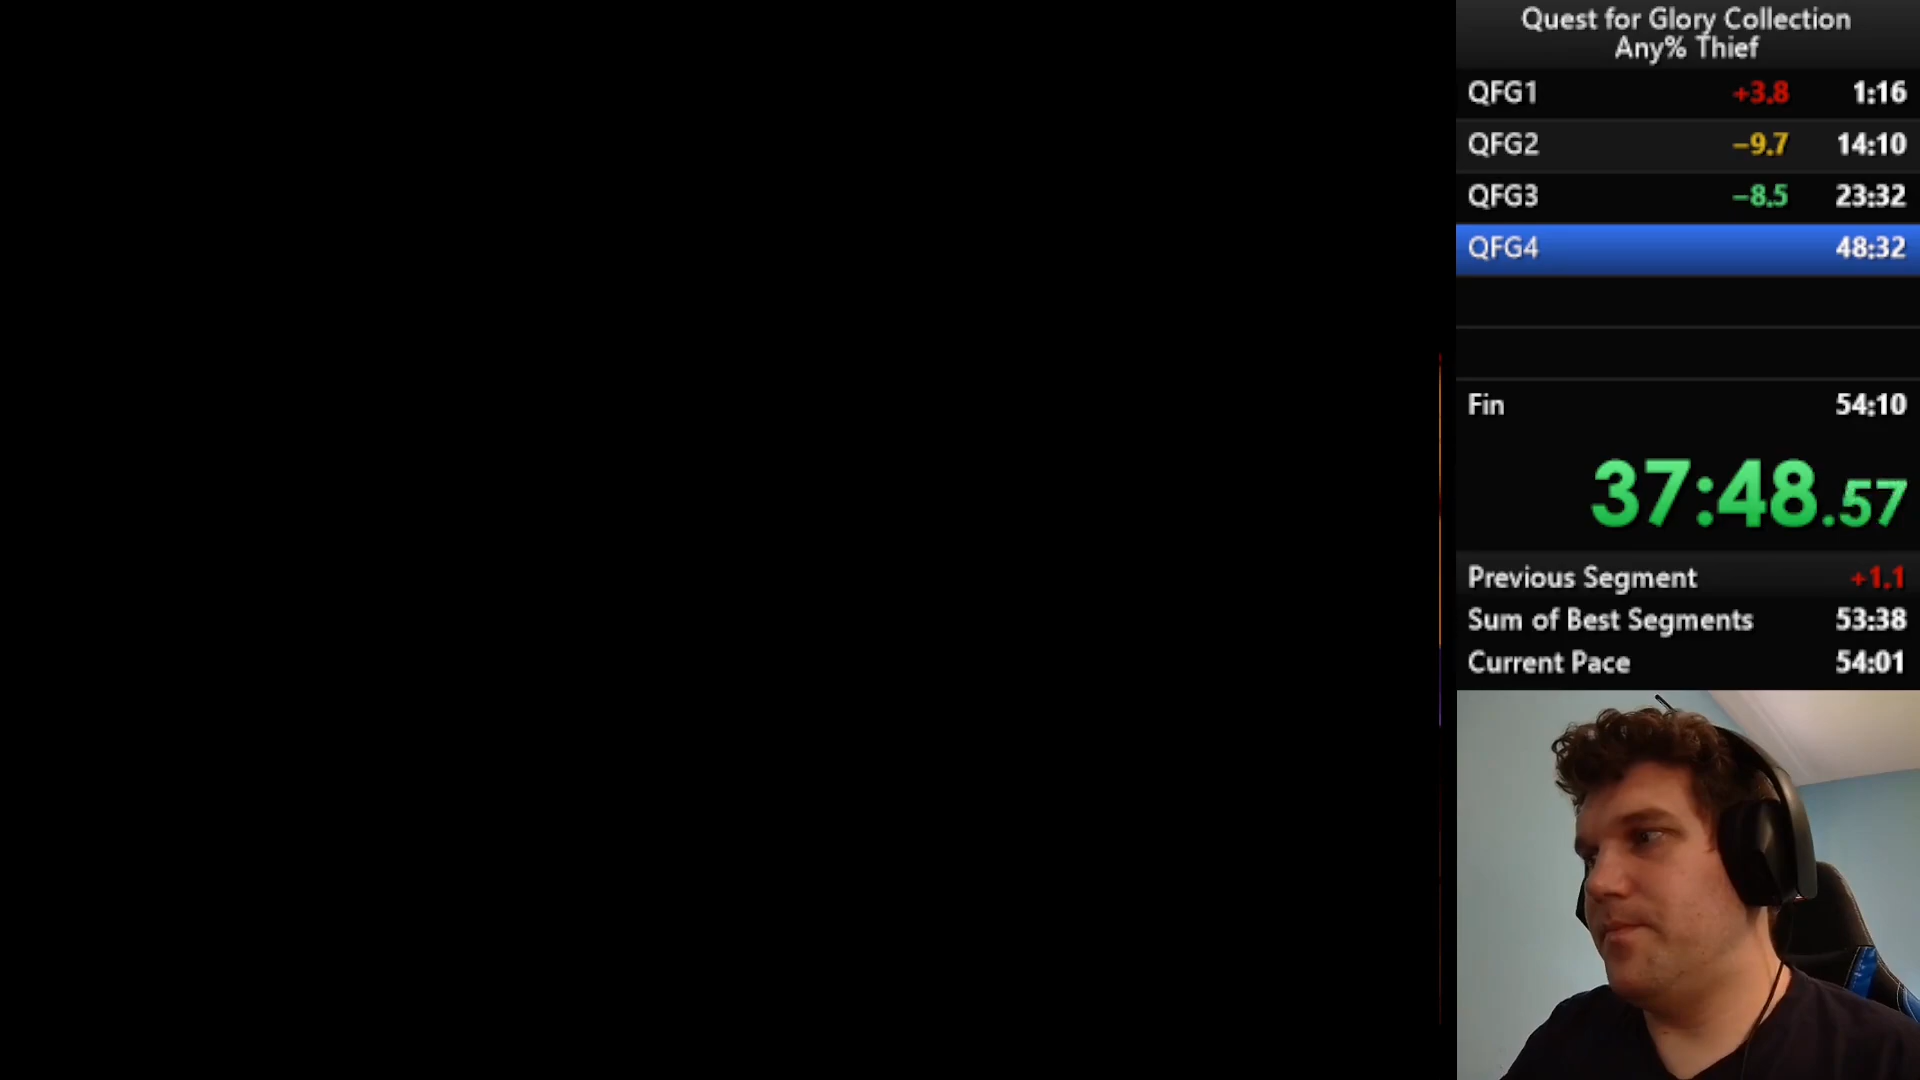 Quest for Glory Collection
Any% Thief
QFG1 +3.8 1:16
QFG2 −9.7 14:10
QFG3 −8.5 23:32
QFG4 48:32
Fin 54:10
37:48.57
Previous Segment +1.1
Sum of Best Segments 53:38
Current Pace 54:01